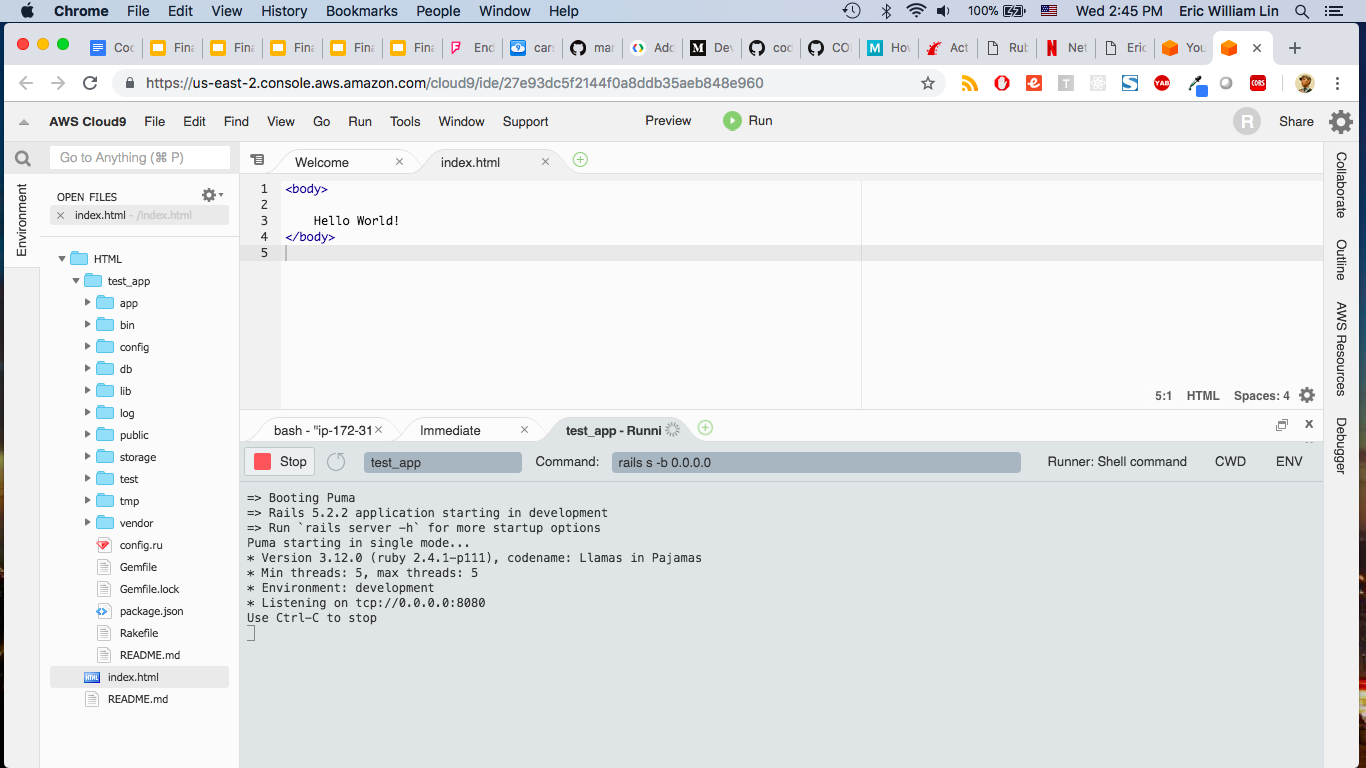 Chrome File Edit View History Bookmarks People Window Help 100% Wed 2:45 PM Eric William Lin
Coc Fina Fina Fina Fina Fina End cars mar Add Dev cod CO Hov Act Rub Net Eric You
https://us-east-2.console.aws.amazon.com/cloud9/ide/27e93dc5f2144f0a8ddb35aeb848e960
AWS Cloud9 File Edit Find View Go Run Tools Window Support Preview Run R Share
Go to Anything (⌘ P)
Welcome index.html
Environment
OPEN FILES
index.html - /index.html
HTML
test_app
app
bin
config
db
lib
log
public
storage
test
tmp
vendor
config.ru
Gemfile
Gemfile.lock
package.json
Rakefile
README.md
index.html
README.md
1 <body>
2
3 Hello World!
4 </body>
5
5:1 HTML Spaces: 4
Collaborate
Outline
AWS Resources
Debugger
bash - "ip-172-31 Immediate test_app - Runni
Stop test_app Command: rails s -b 0.0.0.0 Runner: Shell command CWD ENV
=> Booting Puma
=> Rails 5.2.2 application starting in development
=> Run `rails server -h` for more startup options
Puma starting in single mode...
* Version 3.12.0 (ruby 2.4.1-p111), codename: Llamas in Pajamas
* Min threads: 5, max threads: 5
* Environment: development
* Listening on tcp://0.0.0.0:8080
Use Ctrl-C to stop